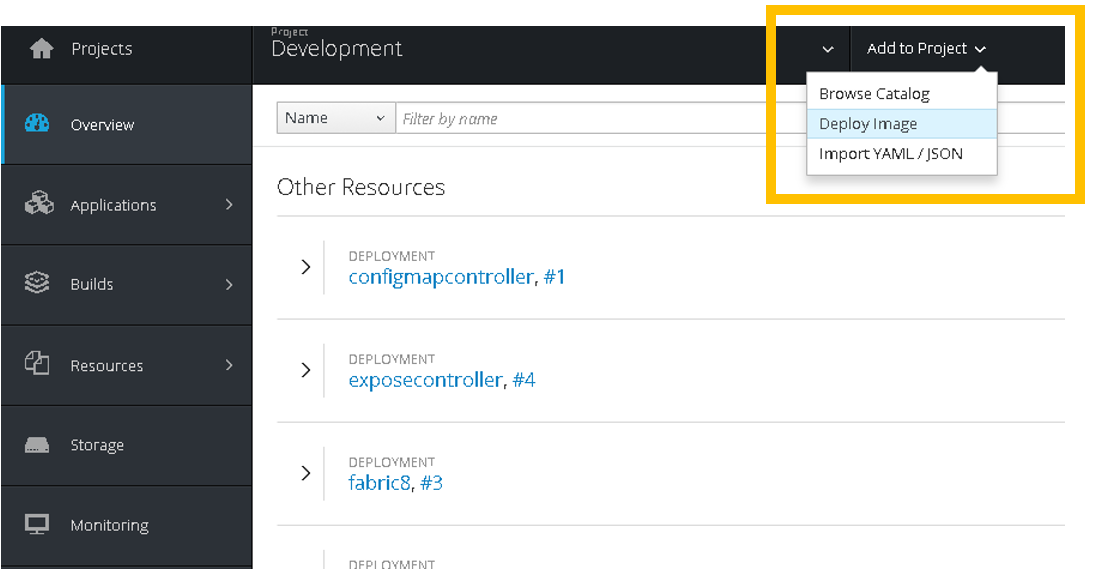 Projects
Project
Development
Add to Project
Browse Catalog
Deploy Image
Import YAML / JSON
Overview
Applications
Builds
Resources
Storage
Monitoring
Name
Filter by name
Other Resources
DEPLOYMENT
configmapcontroller, #1
DEPLOYMENT
exposecontroller, #4
DEPLOYMENT
fabric8, #3
DEPLOYMENT